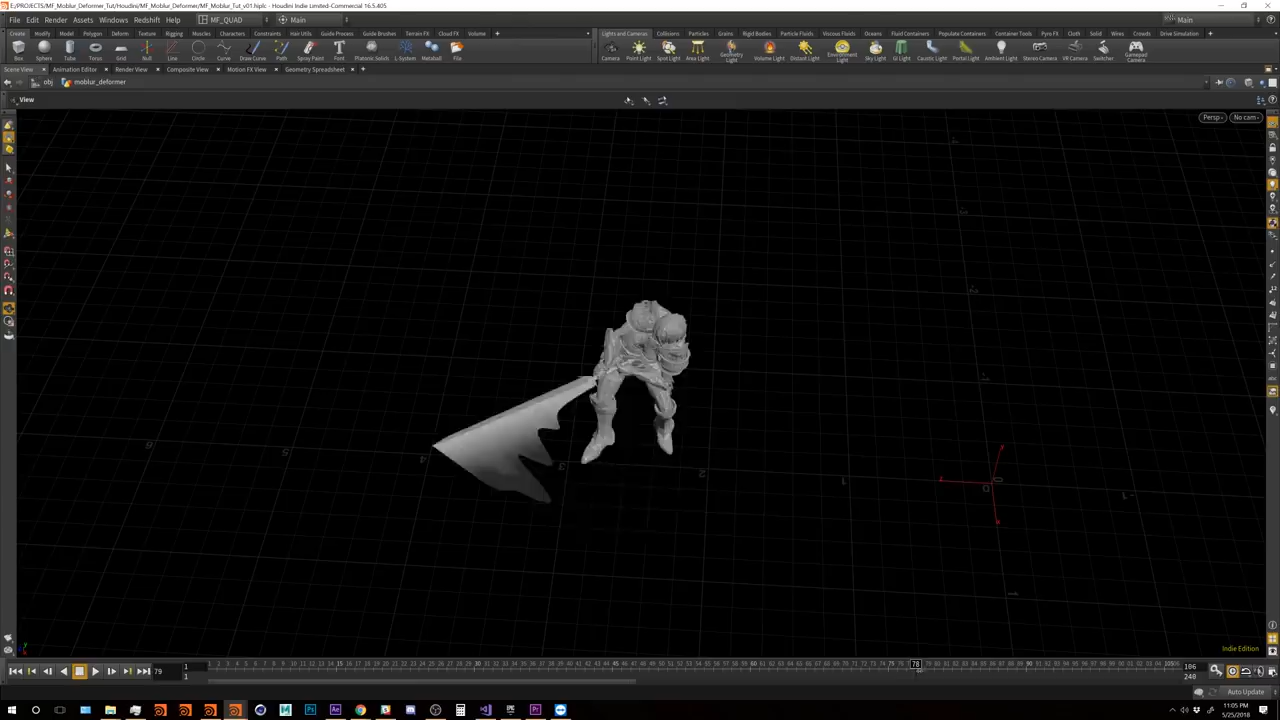 E:/PROJECTS/MF_Moblur_Deformer_Tut/Houdini/MF_Moblur_Deformer/MF_Moblur_Tut_v01.hiplc - Houdini Indie Limited-Commercial 16.5.405
File Edit Render Assets Windows Redshift Help MF_QUAD Main Main
Create Modify Model Polygon Deform Texture Rigging Muscles Characters Constraints Hair Utils Guide Process Guide Brushes Terrain FX Cloud FX Volume
Lights and Cameras Collisions Particles Grains Rigid Bodies Particle Fluids Viscous Fluids Oceans Fluid Containers Populate Containers Container Tools Pyro FX Cloth Solid Wires Crowds Drive Simulation
Box Sphere Tube Torus Grid Null Line Circle Curve Draw Curve Path Spray Paint Font Platonic Solids L-System Metaball File
Camera Point Light Spot Light Area Light Geometry Light Volume Light Distant Light Environment Light Sky Light GI Light Caustic Light Portal Light Ambient Light Stereo Camera VR Camera Switcher Gamepad Camera
Scene View Animation Editor Render View Composite View Motion FX View Geometry Spreadsheet
obj moblur_deformer
View
Persp No cam
Indie Edition
79 1 1 78 106 240
Auto Update
11:05 PM
5/25/2018